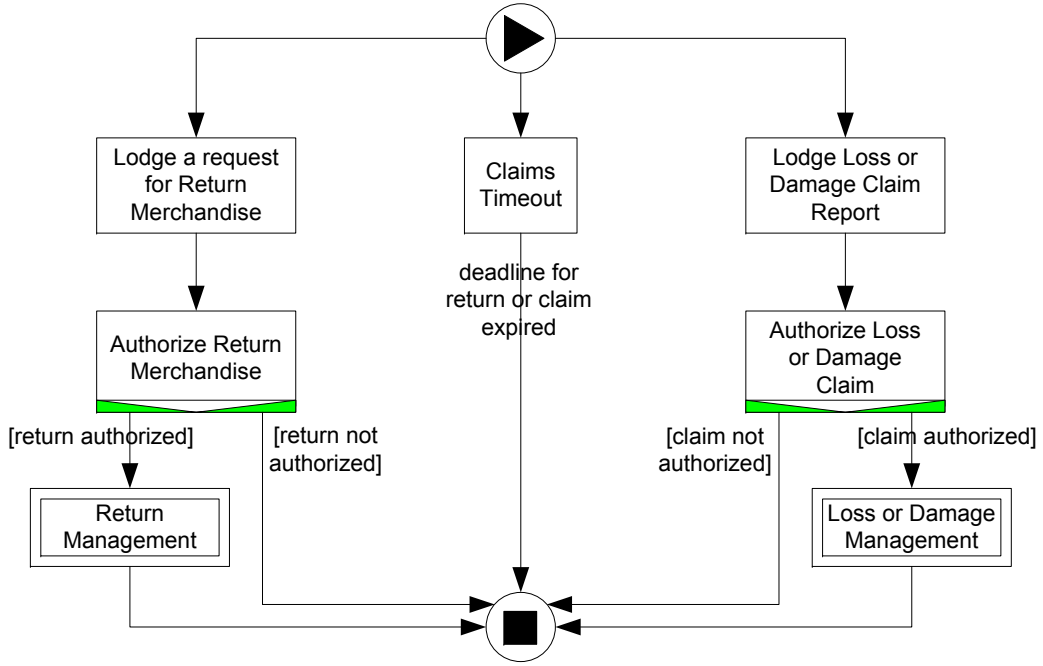 Lodge a request
for Return
Merchandise
Claims
Timeout
Lodge Loss or
Damage Claim
Report
deadline for
return or claim
expired
Authorize Return
Merchandise
Authorize Loss
or Damage
Claim
[return authorized]
[return not
authorized]
[claim not
authorized]
[claim authorized]
Return
Management
Loss or Damage
Management